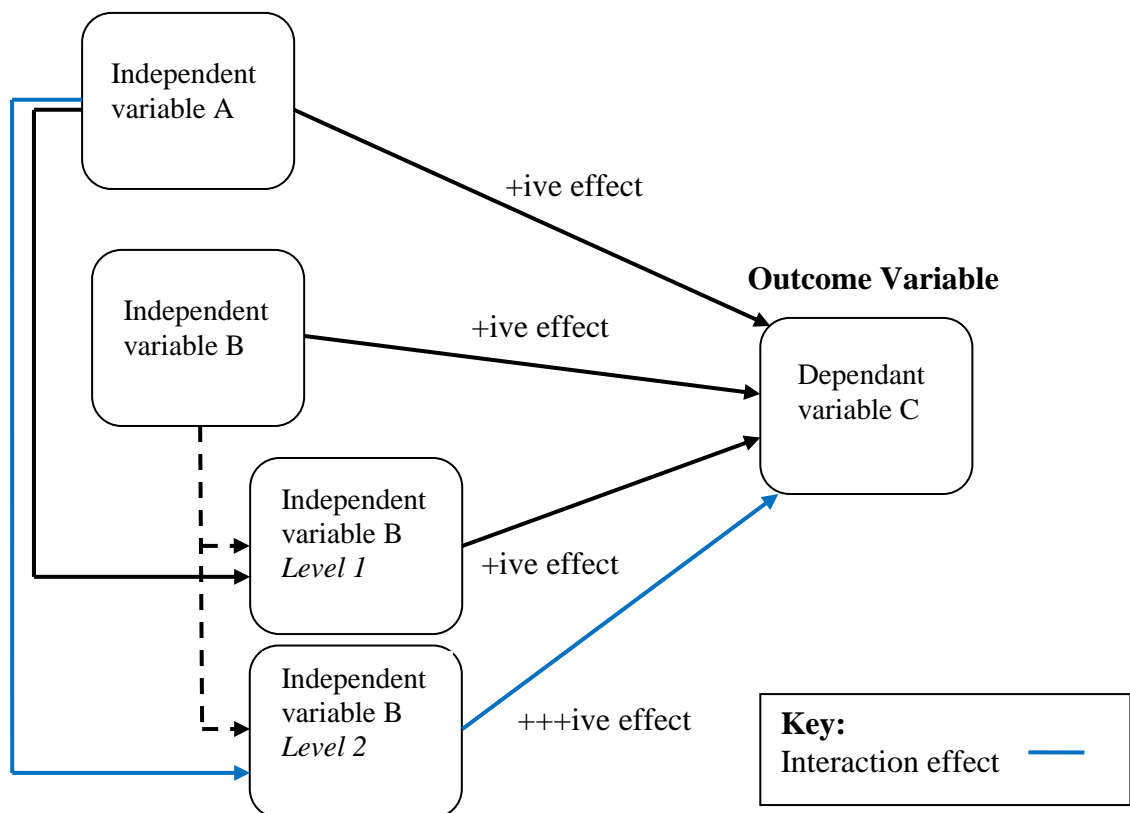 Independent
variable A
+ive effect
Independent
variable B
+ive effect
Outcome Variable
Dependant
variable C
Independent
variable B
Level 1
+ive effect
Independent
variable B
Level 2
+++ive effect
Key:
Interaction effect